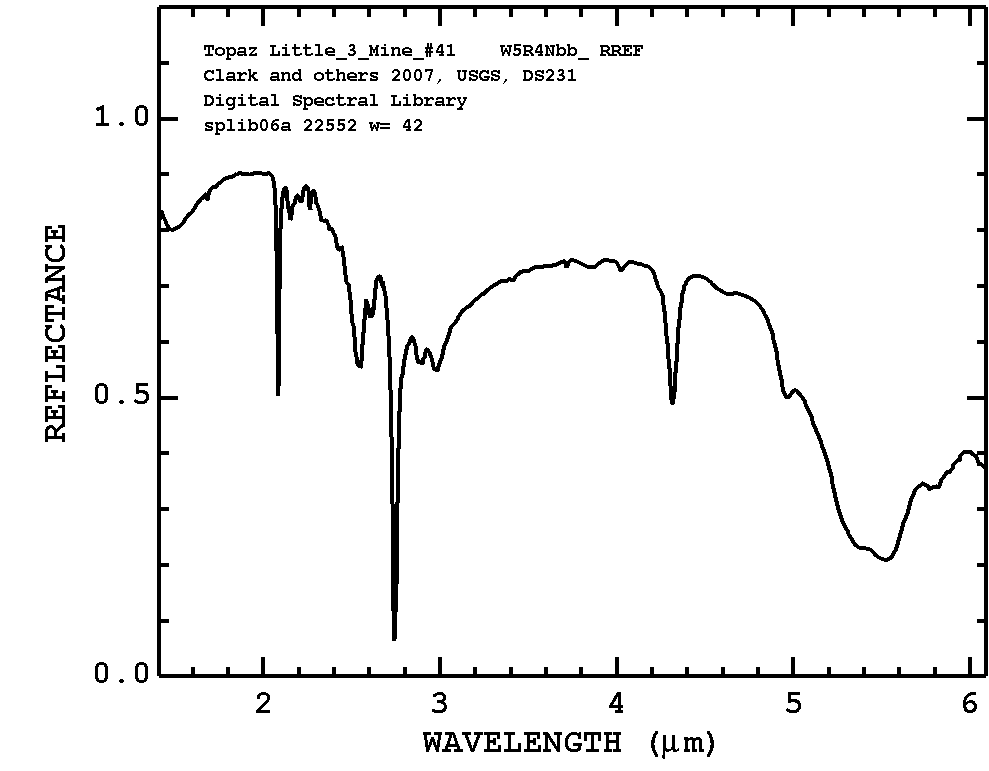 Topaz Little_3_Mine_#41 W5R4Nbb_ RREF
Clark and others 2007, USGS, DS231
Digital Spectral Library
splib06a 22552 w= 42
1.0
0.5
0.0
REFLECTANCE
2 3 4 5 6
WAVELENGTH (μm)